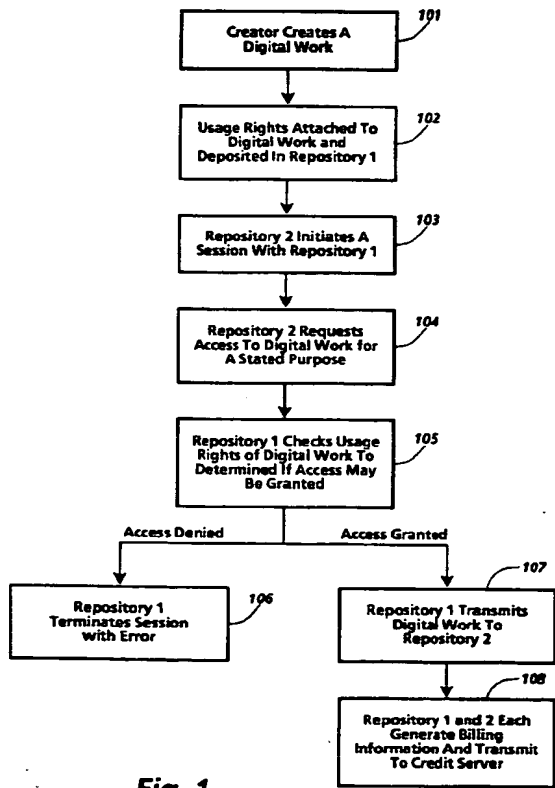 101
Creator Creates A
Digital Work
102
Usage Rights Attached To
Digital Work and
Deposited In Repository 1
103
Repository 2 Initiates A
Session With Repository 1
104
Repository 2 Requests
Access To Digital Work for
A Stated Purpose
105
Repository 1 Checks Usage
Rights of Digital Work To
Determined If Access May
Be Granted
Access Denied
Access Granted
106
Repository 1
Terminates Session
with Error
107
Repository 1 Transmits
Digital Work To
Repository 2
108
Repository 1 and 2 Each
Generate Billing
Information And Transmit
To Credit Server
Fig. 1